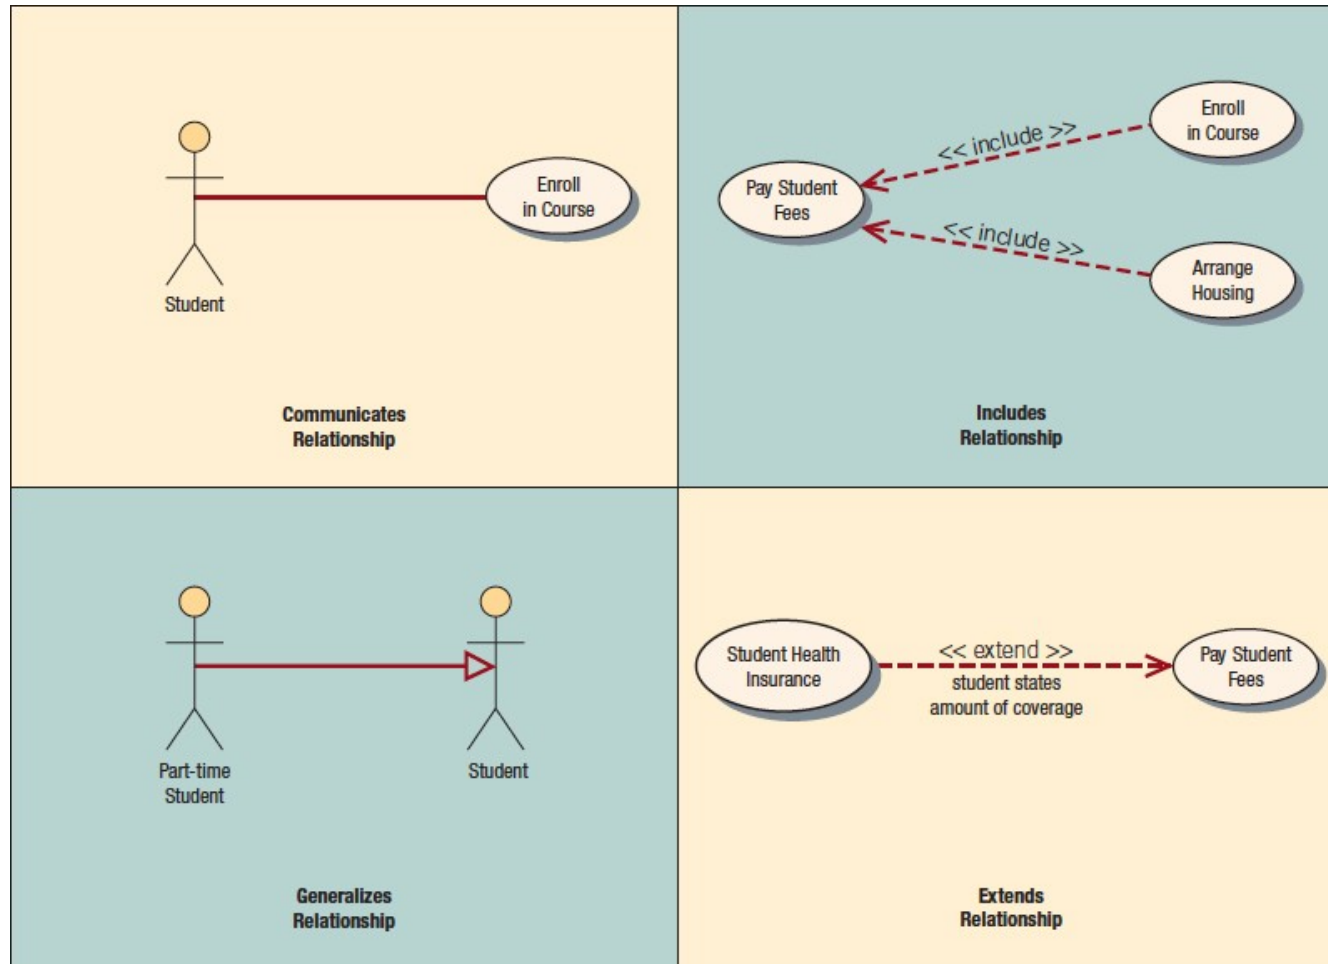 Enroll
in Course
Student
Communicates
Relationship
<< include >>
Enroll
in Course
Pay Student
Fees
<< include >>
Arrange
Housing
Includes
Relationship
Part-time
Student
Student
Generalizes
Relationship
Student Health
Insurance
<< extend >>
student states
amount of coverage
Pay Student
Fees
Extends
Relationship